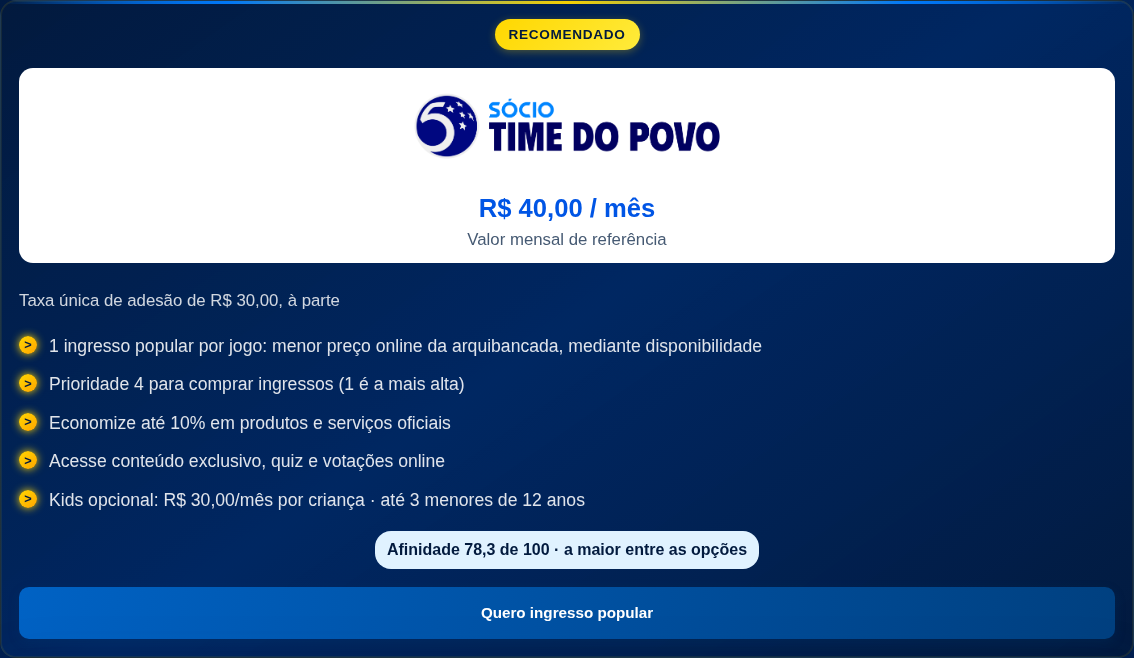 RECOMENDADO
SÓCIO
TIME DO POVO
R$ 40,00 / mês
Valor mensal de referência
Taxa única de adesão de R$ 30,00, à parte
> 1 ingresso popular por jogo: menor preço online da arquibancada, mediante disponibilidade
> Prioridade 4 para comprar ingressos (1 é a mais alta)
> Economize até 10% em produtos e serviços oficiais
> Acesse conteúdo exclusivo, quiz e votações online
> Kids opcional: R$ 30,00/mês por criança · até 3 menores de 12 anos
Afinidade 78,3 de 100 · a maior entre as opções
Quero ingresso popular